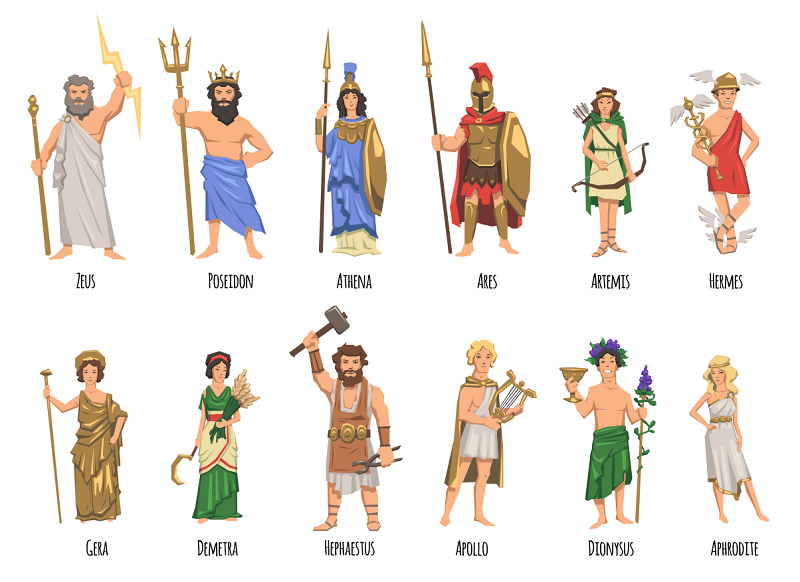 Zeus
Poseidon
Athena
Ares
Artemis
Hermes
Gera
Demetra
Hephaestus
Apollo
Dionysus
Aphrodite